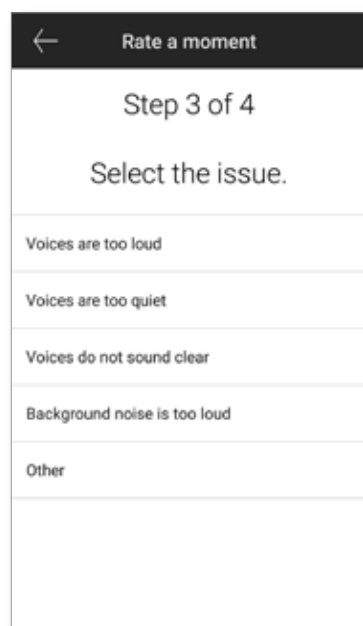 Rate a moment
Step 3 of 4
Select the issue.
Voices are too loud
Voices are too quiet
Voices do not sound clear
Background noise is too loud
Other